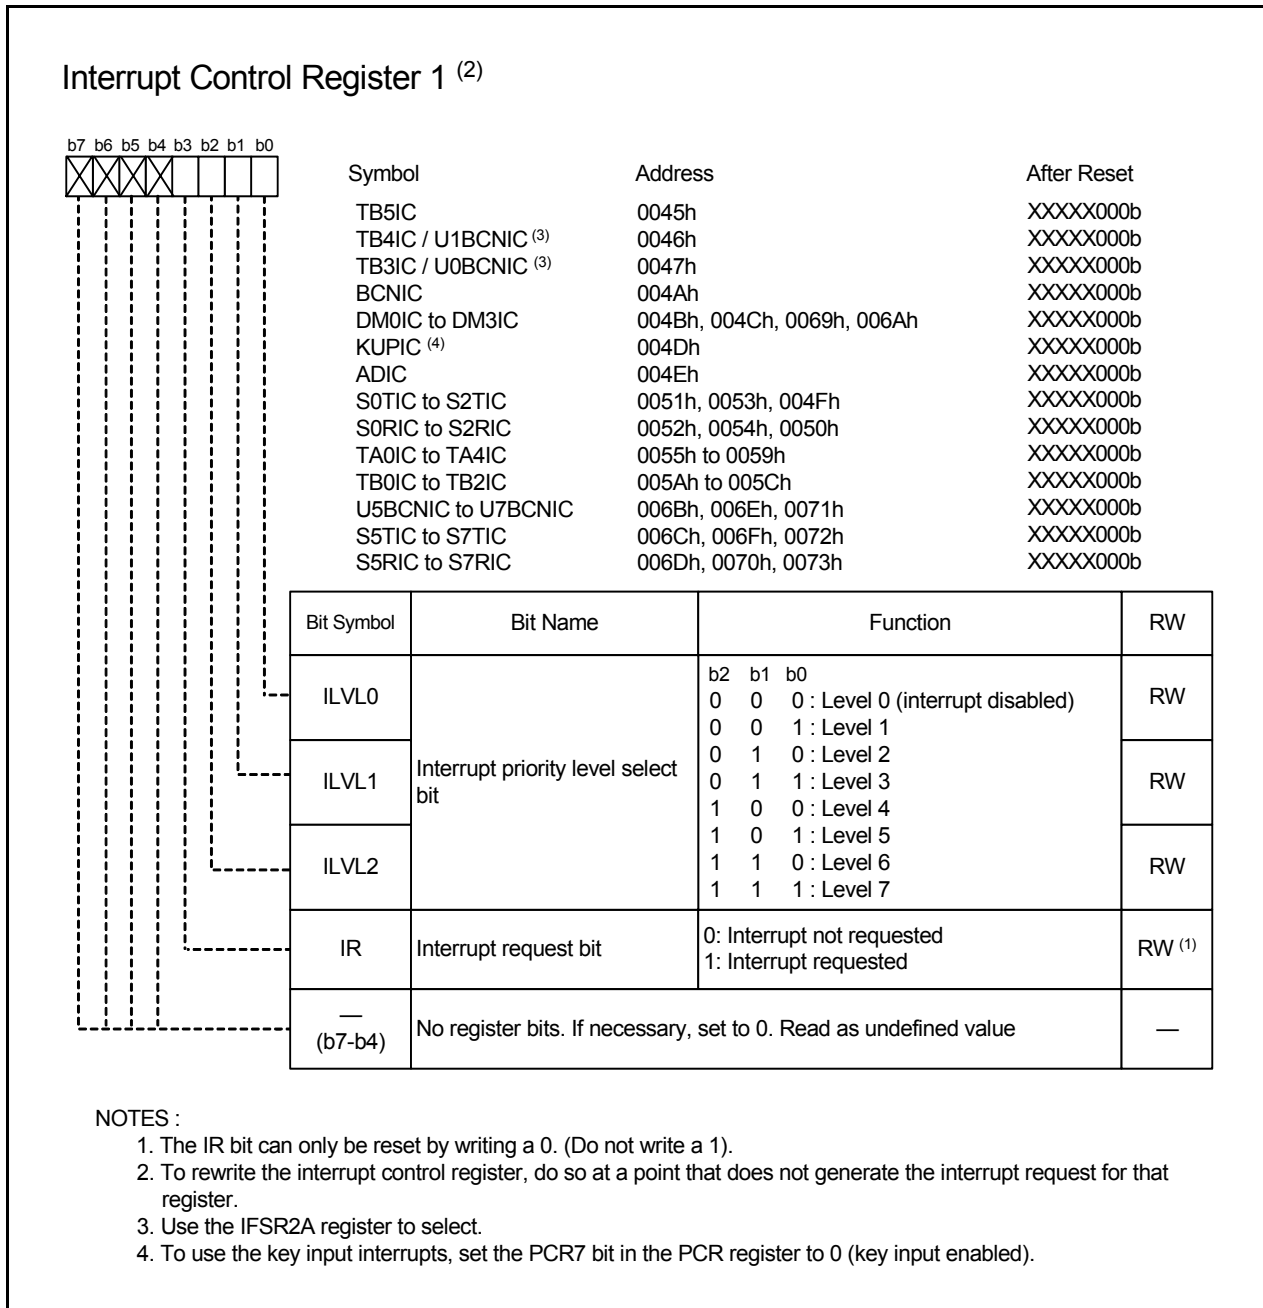 Interrupt Control Register 1 (2)
b7 b6 b5 b4 b3 b2 b1 b0
Symbol Address After Reset
TB5IC 0045h XXXXX000b
TB4IC / U1BCNIC (3) 0046h XXXXX000b
TB3IC / U0BCNIC (3) 0047h XXXXX000b
BCNIC 004Ah XXXXX000b
DM0IC to DM3IC 004Bh, 004Ch, 0069h, 006Ah XXXXX000b
KUPIC (4) 004Dh XXXXX000b
ADIC 004Eh XXXXX000b
S0TIC to S2TIC 0051h, 0053h, 004Fh XXXXX000b
S0RIC to S2RIC 0052h, 0054h, 0050h XXXXX000b
TA0IC to TA4IC 0055h to 0059h XXXXX000b
TB0IC to TB2IC 005Ah to 005Ch XXXXX000b
U5BCNIC to U7BCNIC 006Bh, 006Eh, 0071h XXXXX000b
S5TIC to S7TIC 006Ch, 006Fh, 0072h XXXXX000b
S5RIC to S7RIC 006Dh, 0070h, 0073h XXXXX000b
Bit Symbol Bit Name Function RW
ILVL0 RW
ILVL1 RW
ILVL2 RW
Interrupt priority level select
bit
b2 b1 b0
0 0 0 : Level 0 (interrupt disabled)
0 0 1 : Level 1
0 1 0 : Level 2
0 1 1 : Level 3
1 0 0 : Level 4
1 0 1 : Level 5
1 1 0 : Level 6
1 1 1 : Level 7
IR Interrupt request bit 0: Interrupt not requested RW (1)
1: Interrupt requested
—
(b7-b4) No register bits. If necessary, set to 0. Read as undefined value —
NOTES :
1. The IR bit can only be reset by writing a 0. (Do not write a 1).
2. To rewrite the interrupt control register, do so at a point that does not generate the interrupt request for that
register.
3. Use the IFSR2A register to select.
4. To use the key input interrupts, set the PCR7 bit in the PCR register to 0 (key input enabled).